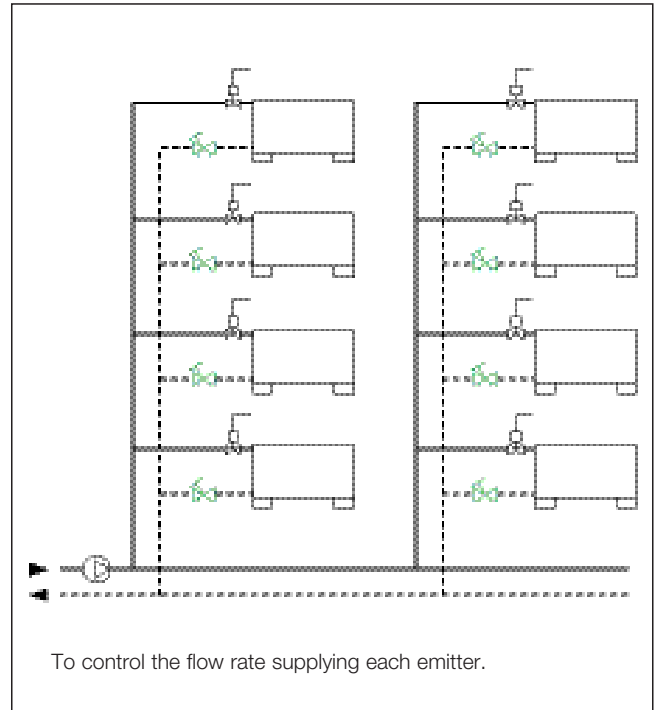 To control the flow rate supplying each emitter.